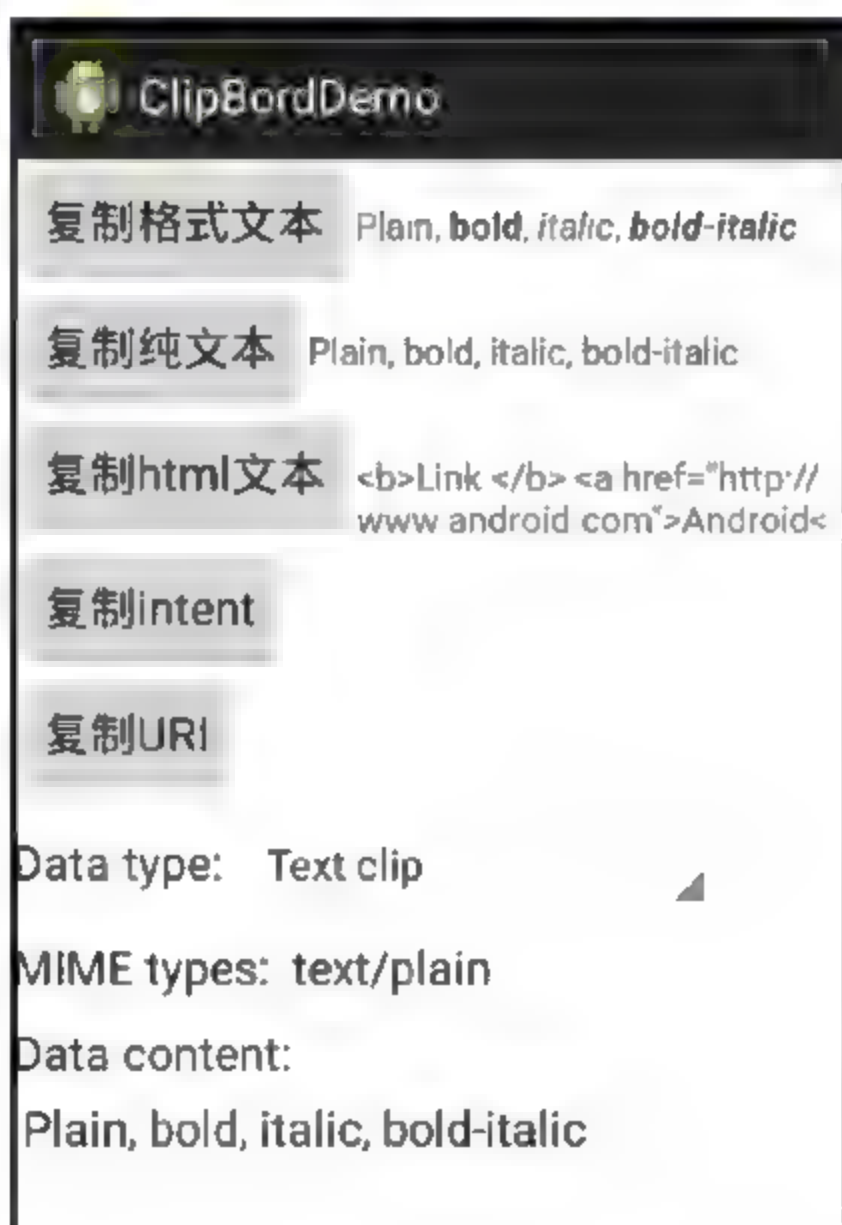 ClipBordDemo
复制格式文本 Plain, bold, italic, bold-italic
复制纯文本 Plain, bold, italic, bold-italic
复制html文本 <b>Link </b> <a href="http://
www android com">Android<
复制intent
复制URI
Data type: Text clip
MIME types: text/plain
Data content:
Plain, bold, italic, bold-italic